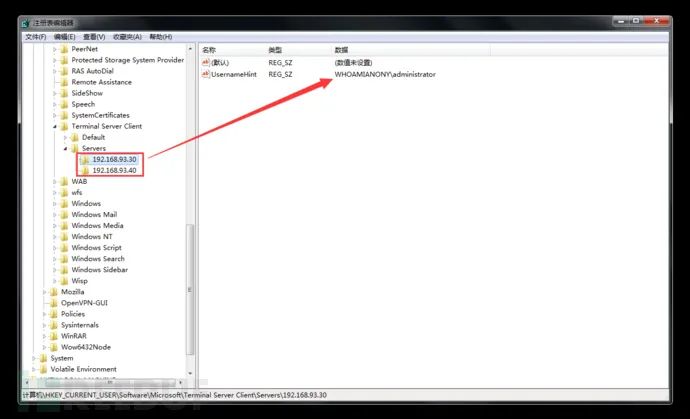 注册表编辑器
文件(F) 编辑(E) 查看(V) 收藏夹(A) 帮助(H)
PeerNet
Protected Storage System Provider
RAS AutoDial
Remote Assistance
SideShow
Speech
SystemCertificates
Terminal Server Client
Default
Servers
192.168.93.30
192.168.93.40
WAB
wfs
Windows
Windows Mail
Windows Media
Windows NT
Windows Script
Windows Search
Windows Sidebar
Wisp
Mozilla
OpenVPN-GUI
Policies
Sysinternals
WinRAR
Wow6432Node
System
Volatile Environment
名称 类型 数据
(默认) REG_SZ (数值未设置)
UsernameHint REG_SZ WHOAMIANONY\administrator
计算机\HKEY_CURRENT_USER\Software\Microsoft\Terminal Server Client\Servers\192.168.93.30